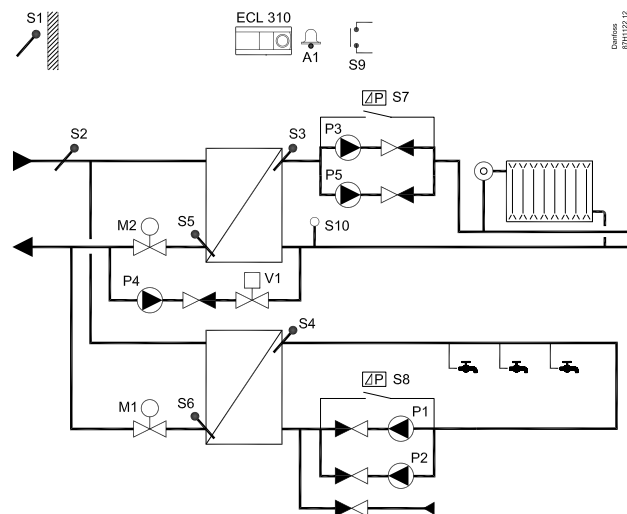 S1
ECL 310
A1
S9
Danfoss
87H1122.12
P S7
S2
S3
P3
P5
M2
S5
S10
P4
V1
S4
P S8
M1
S6
P1
P2